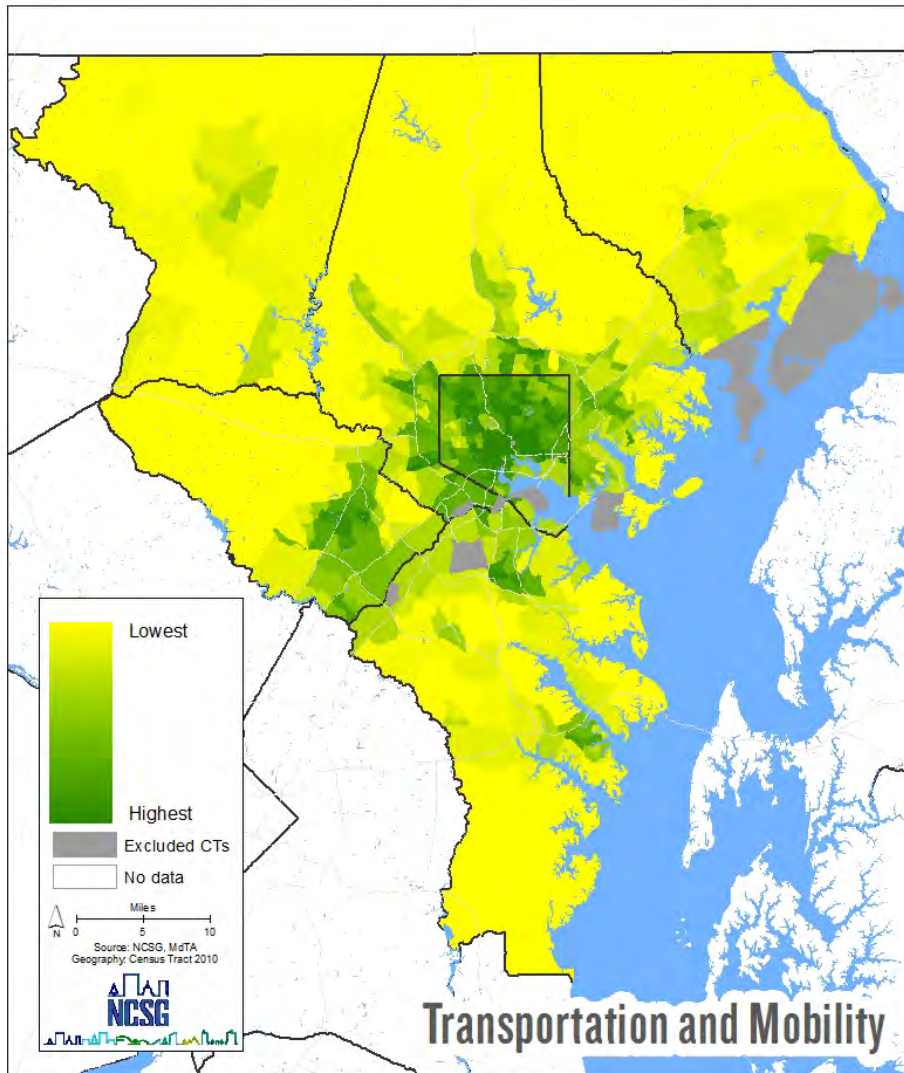 Lowest
Highest
Excluded CTs
No data
Miles
N
0 5 10
Source: NCSG, MdTA
Geography: Census Tract 2010
NCSG
Transportation and Mobility